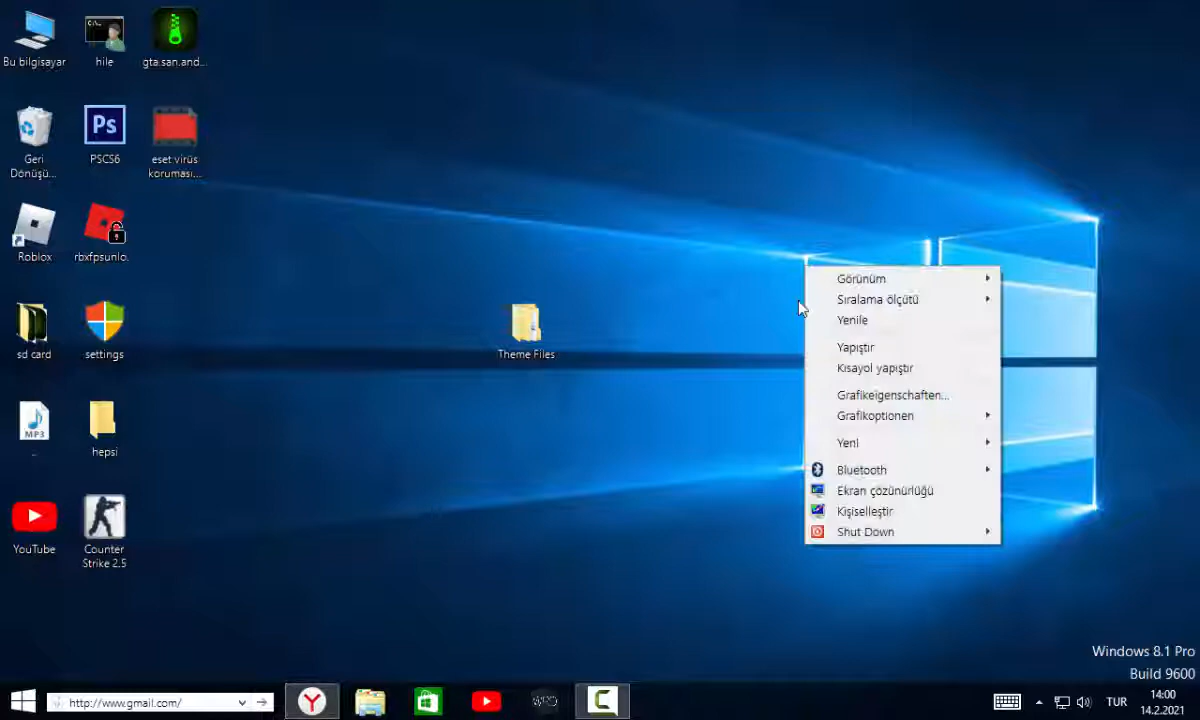 Bu bilgisayar
hile
gta.san.and...
Geri
Dönüşü...
PSCS6
Ps
eset virüs
koruması...
Roblox
rbxfpsunlo.
sd card
settings
Theme Files
MP3
..
hepsi
YouTube
Counter
Strike 2.5
Görünüm
Sıralama ölçütü
Yenile
Yapıştır
Kısayol yapıştır
Grafikeigenschaften...
Grafikoptionen
Yeni
Bluetooth
Ekran çözünürlüğü
Kişiselleştir
Shut Down
Windows 8.1 Pro
Build 9600
http://www.gmail.com/
TUR
14:00
14.2.2021